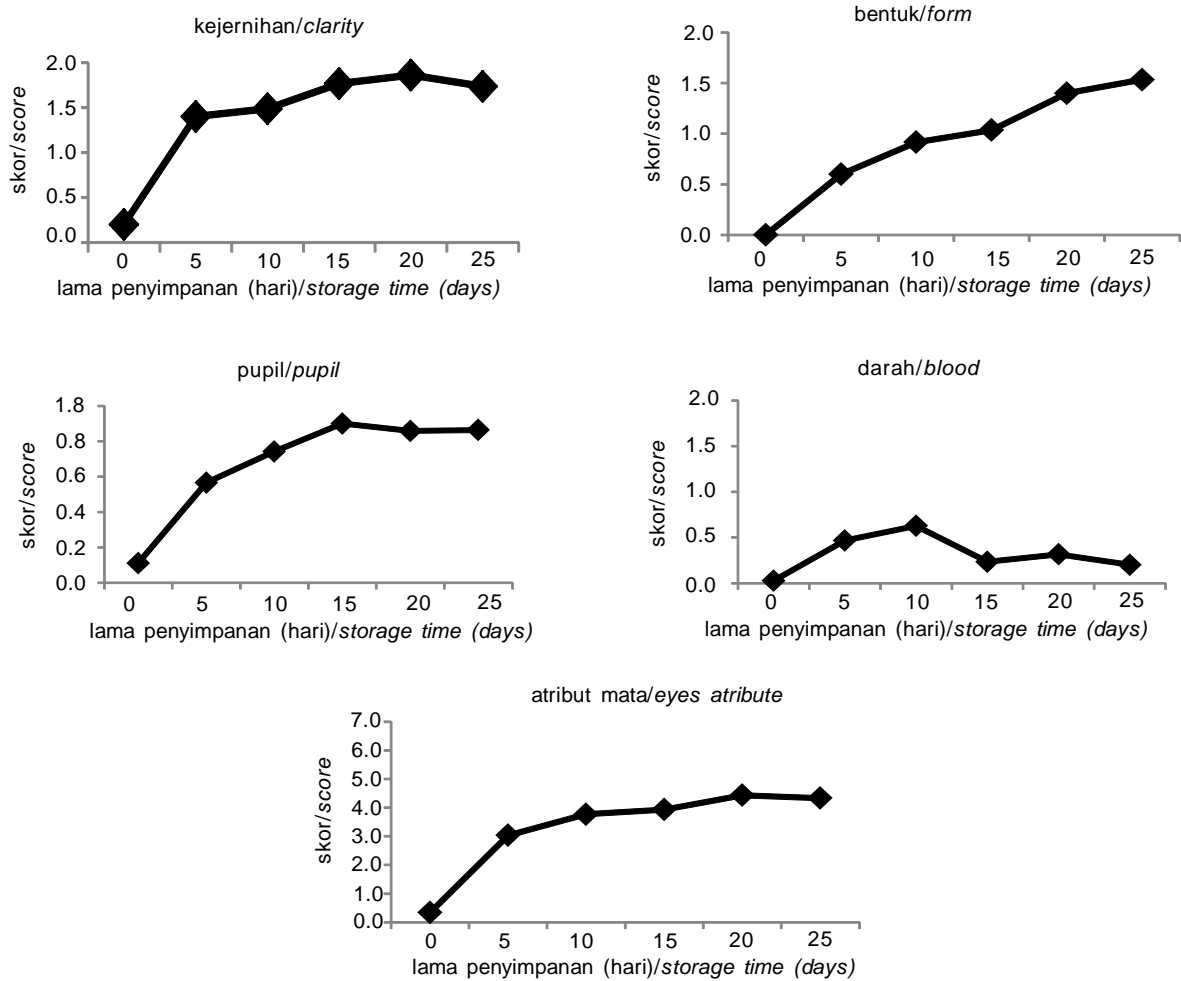 kejernihan/clarity
2.0
1.5
1.0
0.5
0.0
skor/score
0 5 10 15 20 25
lama penyimpanan (hari)/storage time (days)
bentuk/form
2.0
1.5
1.0
0.5
0.0
skor/score
0 5 10 15 20 25
lama penyimpanan (hari)/storage time (days)
pupil/pupil
1.8
0.8
0.6
0.4
0.2
0.0
skor/score
0 5 10 15 20 25
lama penyimpanan (hari)/storage time (days)
darah/blood
2.0
1.5
1.0
0.5
0.0
skor/score
0 5 10 15 20 25
lama penyimpanan (hari)/storage time (days)
atribut mata/eyes atribute
7.0
6.0
5.0
4.0
3.0
2.0
1.0
0.0
skor/score
0 5 10 15 20 25
lama penyimpanan (hari)/storage time (days)